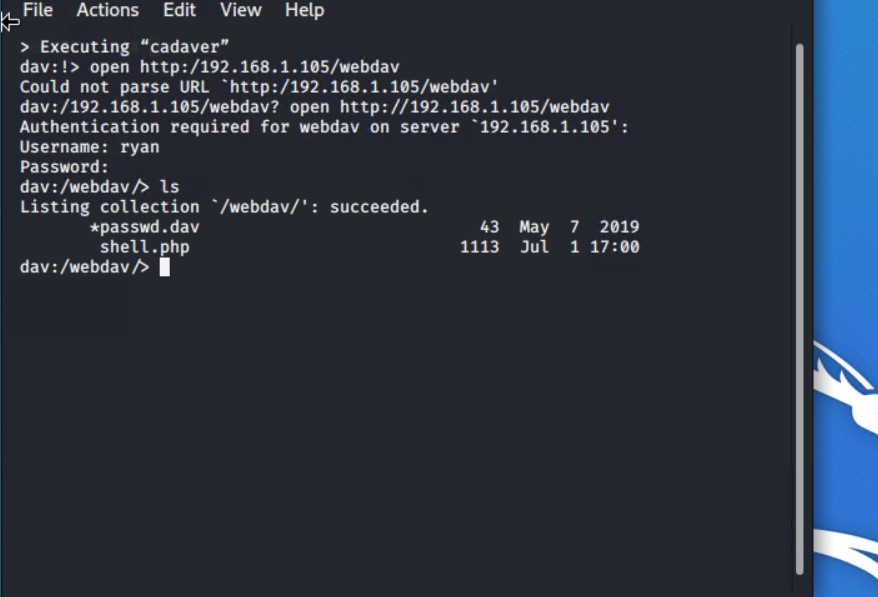 File Actions Edit View Help
> Executing “cadaver”
dav:!> open http:/192.168.1.105/webdav
Could not parse URL `http:/192.168.1.105/webdav'
dav:/192.168.1.105/webdav? open http://192.168.1.105/webdav
Authentication required for webdav on server `192.168.1.105':
Username: ryan
Password:
dav:/webdav/> ls
Listing collection `/webdav/': succeeded.
*passwd.dav 43 May 7 2019
shell.php 1113 Jul 1 17:00
dav:/webdav/>